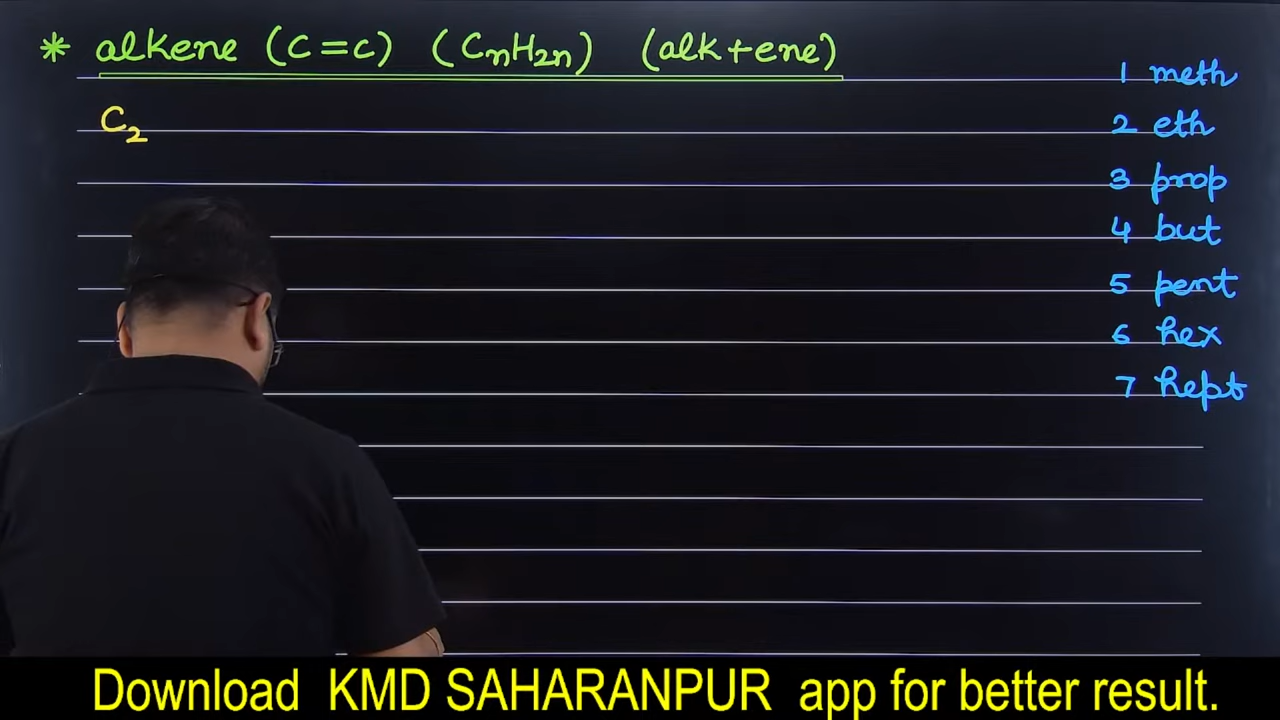 * alkene (C=C) (CnH2n) (alk+ene)
C2
1 meth
2 eth
3 prop
4 but
5 pent
6 hex
7 hept
Download KMD SAHARANPUR app for better result.